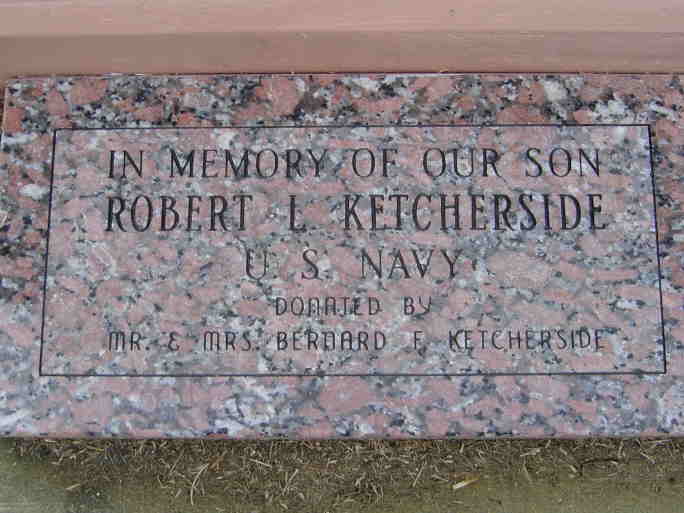 IN MEMORY OF OUR SON
ROBERT L KETCHERSIDE
U S NAVY
DONATED BY
MR. & MRS. BERNARD F KETCHERSIDE